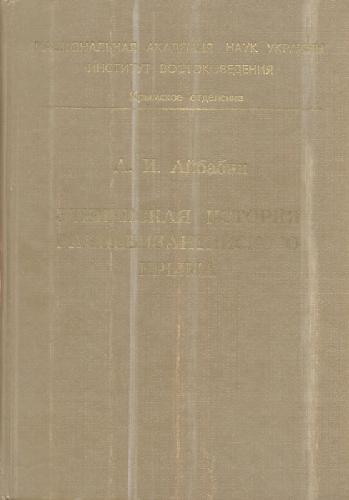 НАЦИОНАЛЬНАЯ АКАДЕМИЯ НАУК УКРАИНЫ
ИНСТИТУТ ВОСТОКОВЕДЕНИЯ
Крымское отделение
А. И. Айбабин
ЭТНИЧЕСКАЯ ИСТОРИЯ
РАННЕВИЗАНТИЙСКОГО
КРЫМА